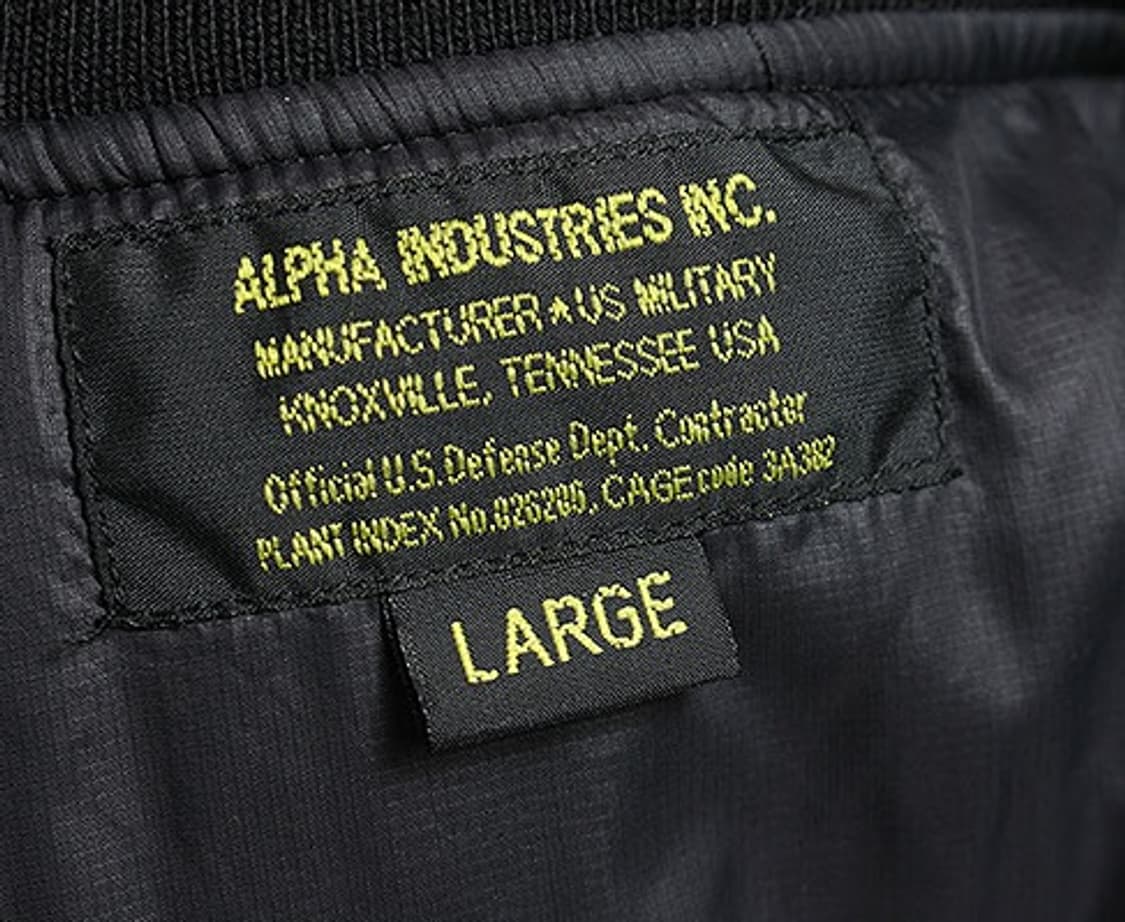 ALPHA INDUSTRIES INC.
MANUFACTURER ★ US MILITARY
KNOXVILLE, TENNESSEE USA
Official U.S. Defense Dept. Contractor
PLANT INDEX No. CAGE code 3A382
LARGE